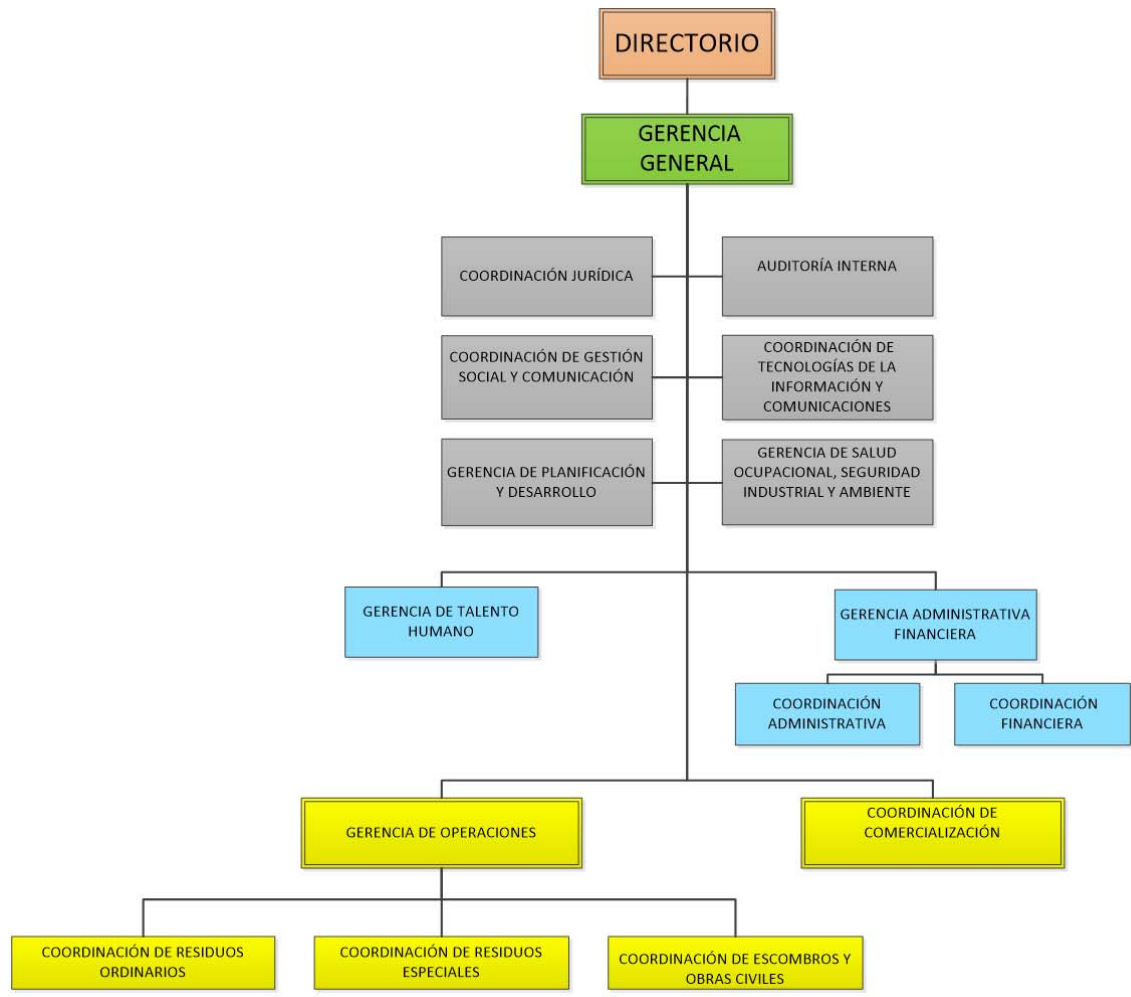 DIRECTORIO
GERENCIA
GENERAL
COORDINACIÓN JURÍDICA
AUDITORÍA INTERNA
COORDINACIÓN DE GESTIÓN
SOCIAL Y COMUNICACIÓN
COORDINACIÓN DE
TECNOLOGÍAS DE LA
INFORMACIÓN Y
COMUNICACIONES
GERENCIA DE PLANIFICACIÓN
Y DESARROLLO
GERENCIA DE SALUD
OCUPACIONAL, SEGURIDAD
INDUSTRIAL Y AMBIENTE
GERENCIA DE TALENTO
HUMANO
GERENCIA ADMINISTRATIVA
FINANCIERA
COORDINACIÓN
ADMINISTRATIVA
COORDINACIÓN
FINANCIERA
GERENCIA DE OPERACIONES
COORDINACIÓN DE
COMERCIALIZACIÓN
COORDINACIÓN DE RESIDUOS
ORDINARIOS
COORDINACIÓN DE RESIDUOS
ESPECIALES
COORDINACIÓN DE ESCOMBROS Y
OBRAS CIVILES